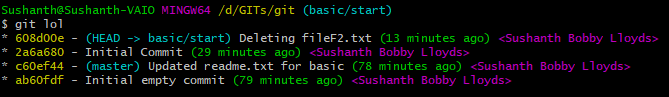 Sushanth@Sushanth-VAIO MINGW64 /d/GITs/git (basic/start)
$ git lol
* 608d00e - (HEAD -> basic/start) Deleting fileF2.txt (13 minutes ago) <Sushanth Bobby Lloyds>
* 2a6a680 - Initial Commit (29 minutes ago) <Sushanth Bobby Lloyds>
* c60ef44 - (master) Updated readme.txt for basic (78 minutes ago) <Sushanth Bobby Lloyds>
* ab60fdf - Initial empty commit (79 minutes ago) <Sushanth Bobby Lloyds>